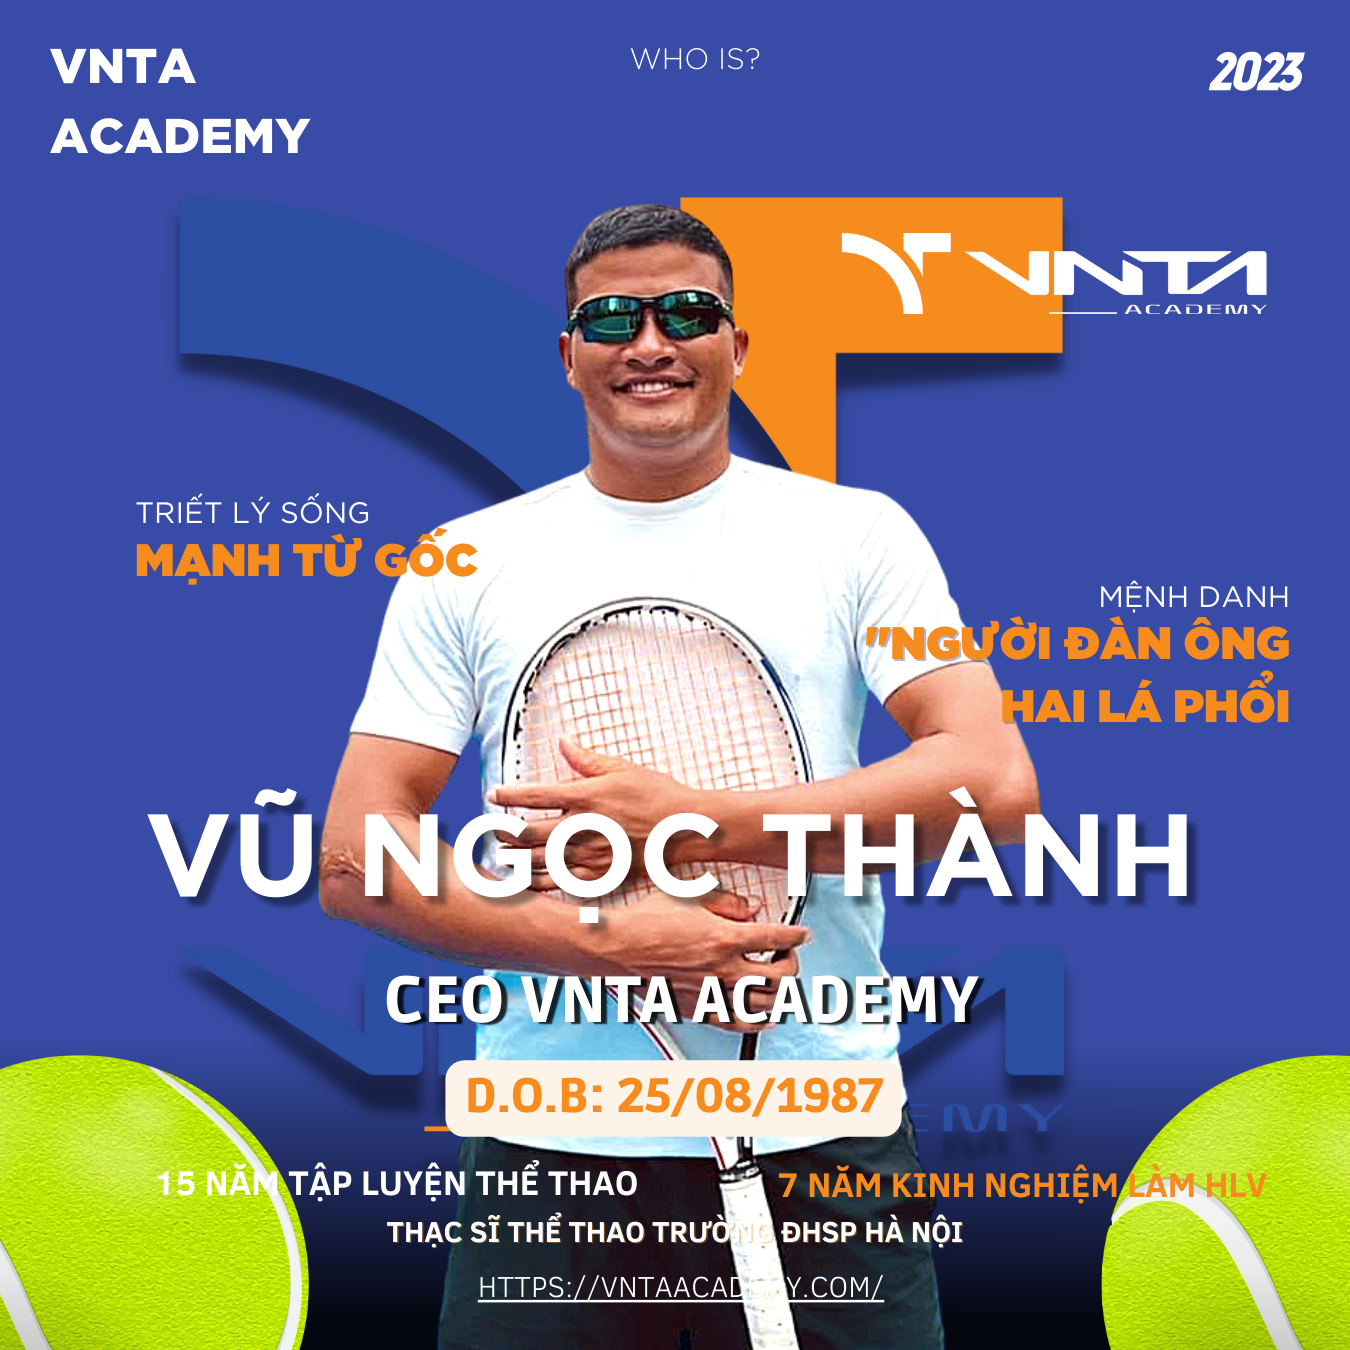 VNTA
ACADEMY
WHO IS?
2023
VNTA
ACADEMY
TRIẾT LÝ SỐNG
MẠNH TỪ GỐC
MỆNH DANH
"NGƯỜI ĐÀN ÔNG
HAI LÁ PHỔI
VŨ NGỌC THÀNH
CEO VNTA ACADEMY
D.O.B: 25/08/1987
EMY
15 NĂM TẬP LUYỆN THỂ THAO
7 NĂM KINH NGHIỆM LÀM HLV
THẠC SĨ THỂ THAO TRƯỜNG ĐHSP HÀ NỘI
HTTPS://VNTAACADEMY.COM/